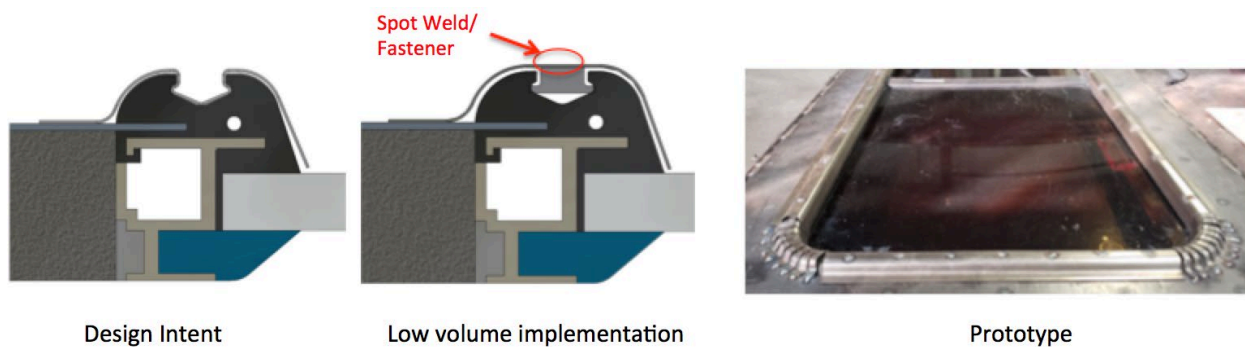 Spot Weld/
Fastener
Design Intent
Low volume implementation
Prototype